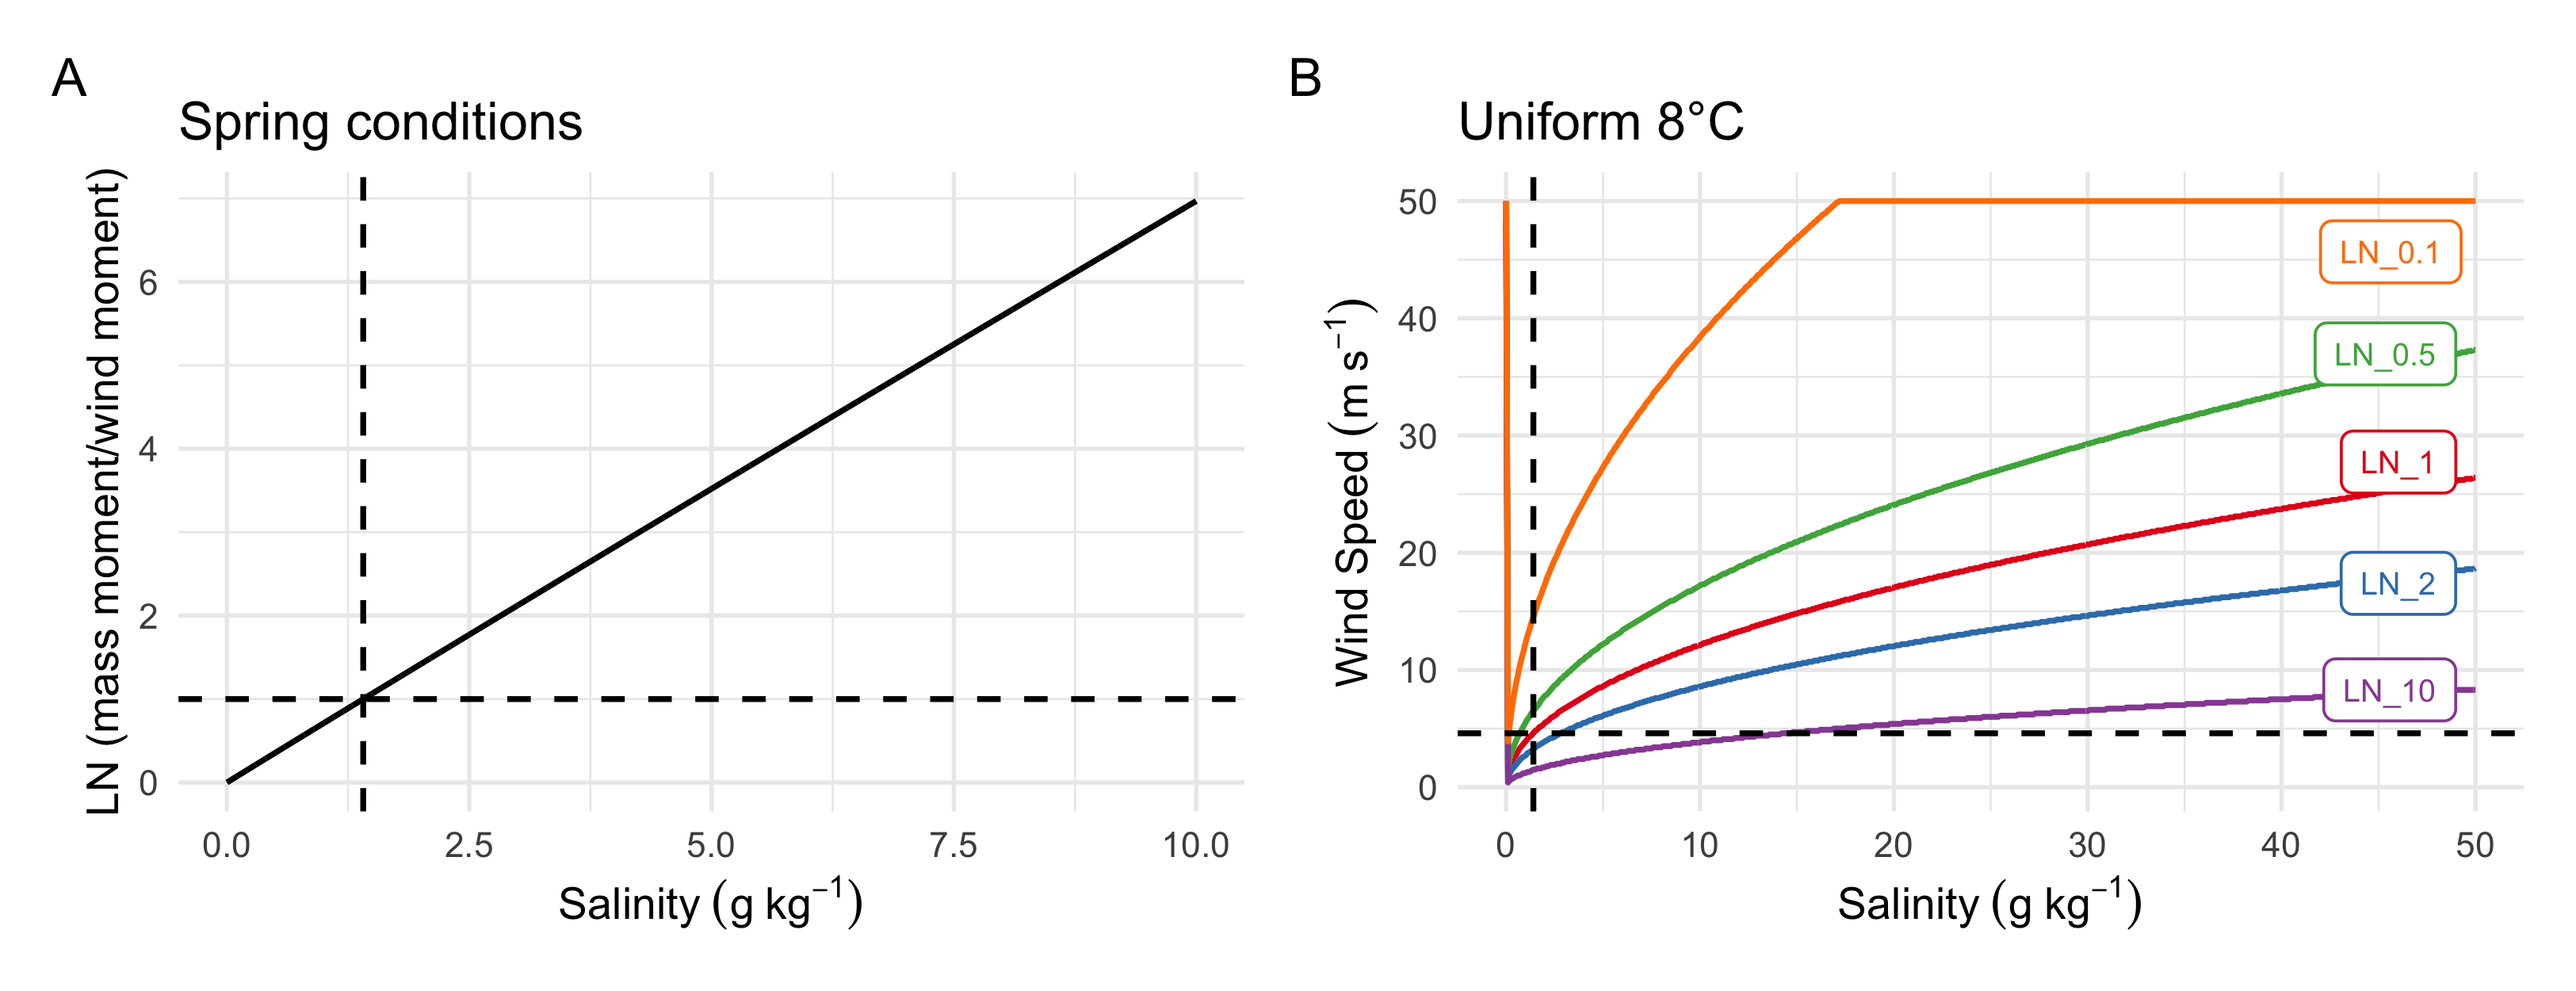 A
Spring conditions
LN (mass moment/wind moment)
6
4
2
0
0.0 2.5 5.0 7.5 10.0
Salinity (g kg⁻¹)
B
Uniform 8°C
Wind Speed (m s⁻¹)
50
40
30
20
10
0
LN_0.1
LN_0.5
LN_1
LN_2
LN_10
0 10 20 30 40 50
Salinity (g kg⁻¹)